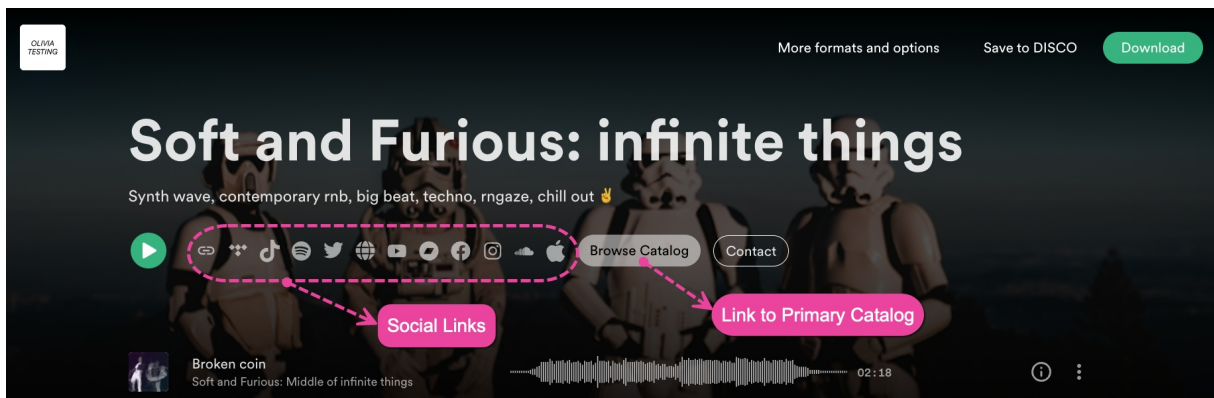 OLIVIA
TESTING
More formats and options
Save to DISCO
Download
Soft and Furious: infinite things
Synth wave, contemporary rnb, big beat, techno, rngaze, chill out ✌️
Browse Catalog
Contact
Social Links
Link to Primary Catalog
Broken coin
Soft and Furious: Middle of infinite things
02:18